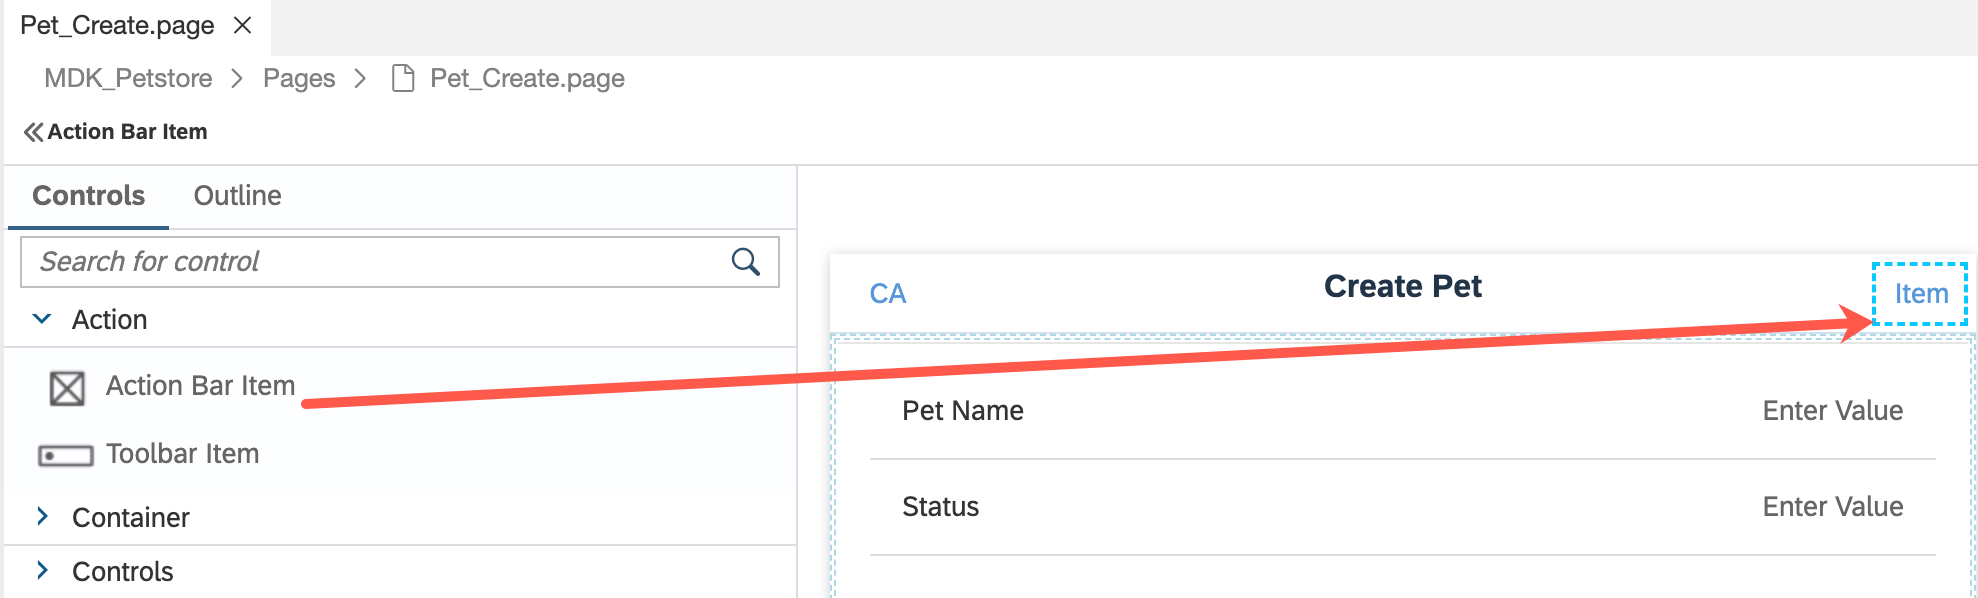 Pet_Create.page
MDK_Petstore > Pages > Pet_Create.page
Action Bar Item
Controls Outline
Search for control
Action
Action Bar Item
Toolbar Item
Container
Controls
CA Create Pet Item
Pet Name Enter Value
Status Enter Value